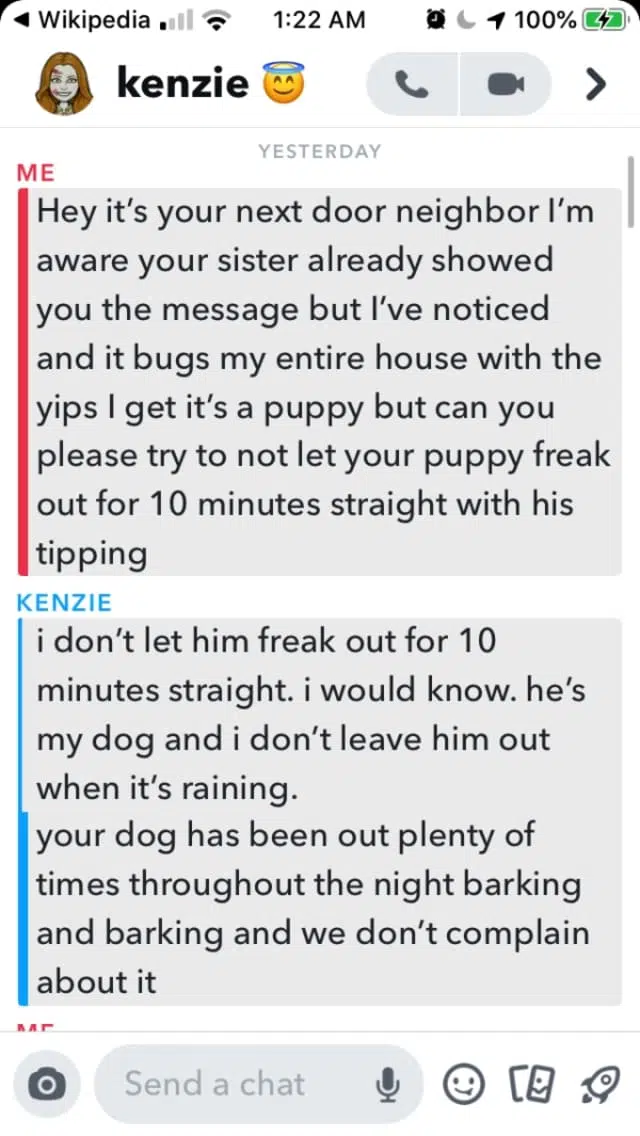 Wikipedia 1:22 AM 100%
kenzie 😇
YESTERDAY
ME
Hey it's your next door neighbor I'm
aware your sister already showed
you the message but I've noticed
and it bugs my entire house with the
yips I get it's a puppy but can you
please try to not let your puppy freak
out for 10 minutes straight with his
tipping
KENZIE
i don't let him freak out for 10
minutes straight. i would know. he's
my dog and i don't leave him out
when it's raining.
your dog has been out plenty of
times throughout the night barking
and barking and we don't complain
about it
ME
Send a chat